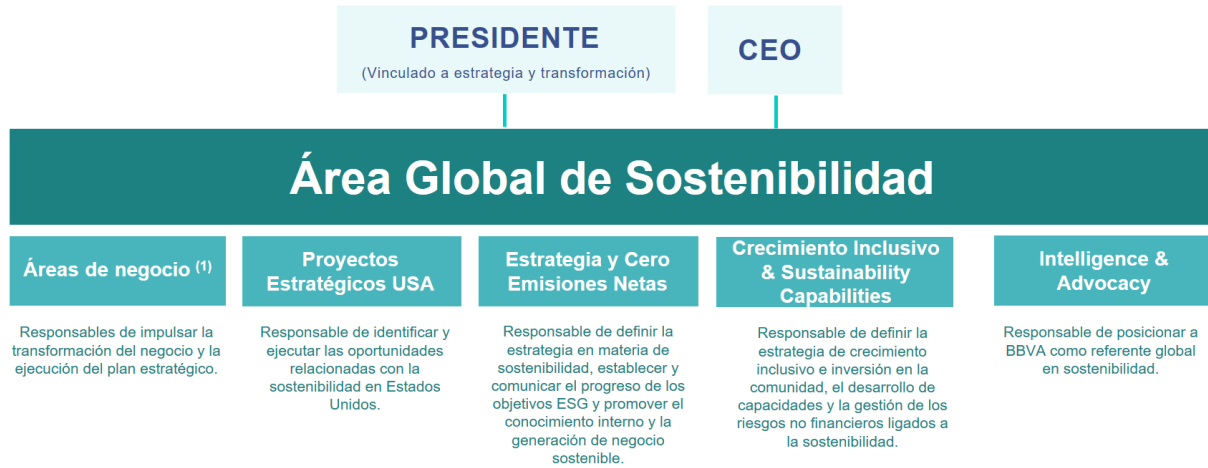 PRESIDENTE
(Vinculado a estrategia y transformación)
CEO
Área Global de Sostenibilidad
Áreas de negocio (1)
Responsables de impulsar la
transformación del negocio y la
ejecución del plan estratégico.
Proyectos
Estratégicos USA
Responsable de identificar y
ejecutar las oportunidades
relacionadas con la
sostenibilidad en Estados
Unidos.
Estrategia y Cero
Emisiones Netas
Responsable de definir la
estrategia en materia de
sostenibilidad, establecer y
comunicar el progreso de los
objetivos ESG y promover el
conocimiento interno y la
generación de negocio
sostenible.
Crecimiento Inclusivo
& Sustainability
Capabilities
Responsable de definir la
estrategia de crecimiento
inclusivo e inversión en la
comunidad, el desarrollo de
capacidades y la gestión de los
riesgos no financieros ligados a
la sostenibilidad.
Intelligence &
Advocacy
Responsable de posicionar a
BBVA como referente global
en sostenibilidad.